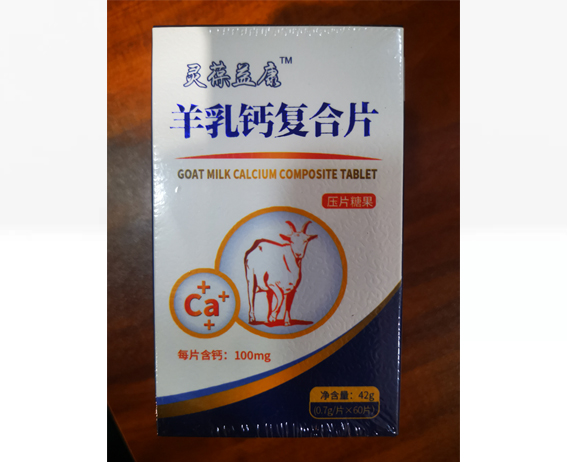 灵葆益康™
羊乳钙复合片
GOAT MILK CALCIUM COMPOSITE TABLET
压片糖果
Ca
每片含钙：100mg
净含量：42g
(0.7g/片×60片)